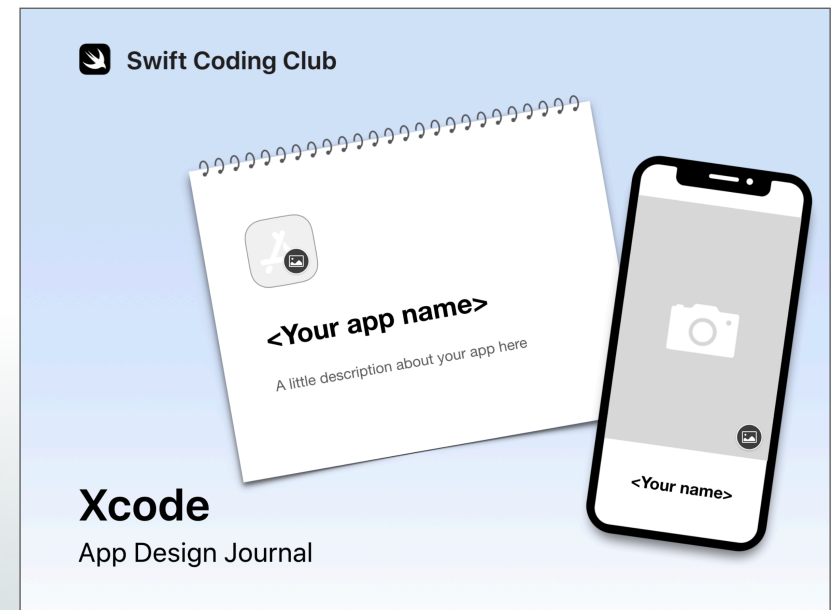 Swift Coding Club
<Your app name>
A little description about your app here
<Your name>
Xcode
App Design Journal